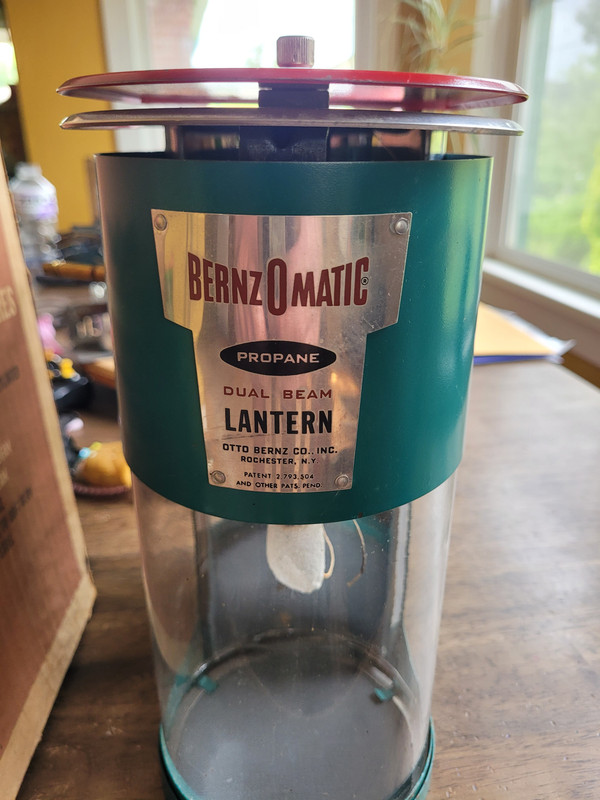 BERNZOMATIC®
PROPANE
DUAL BEAM
LANTERN
OTTO BERNZ CO., INC.
ROCHESTER, N.Y.
PATENT 2,793,504
AND OTHER PATS. PEND.